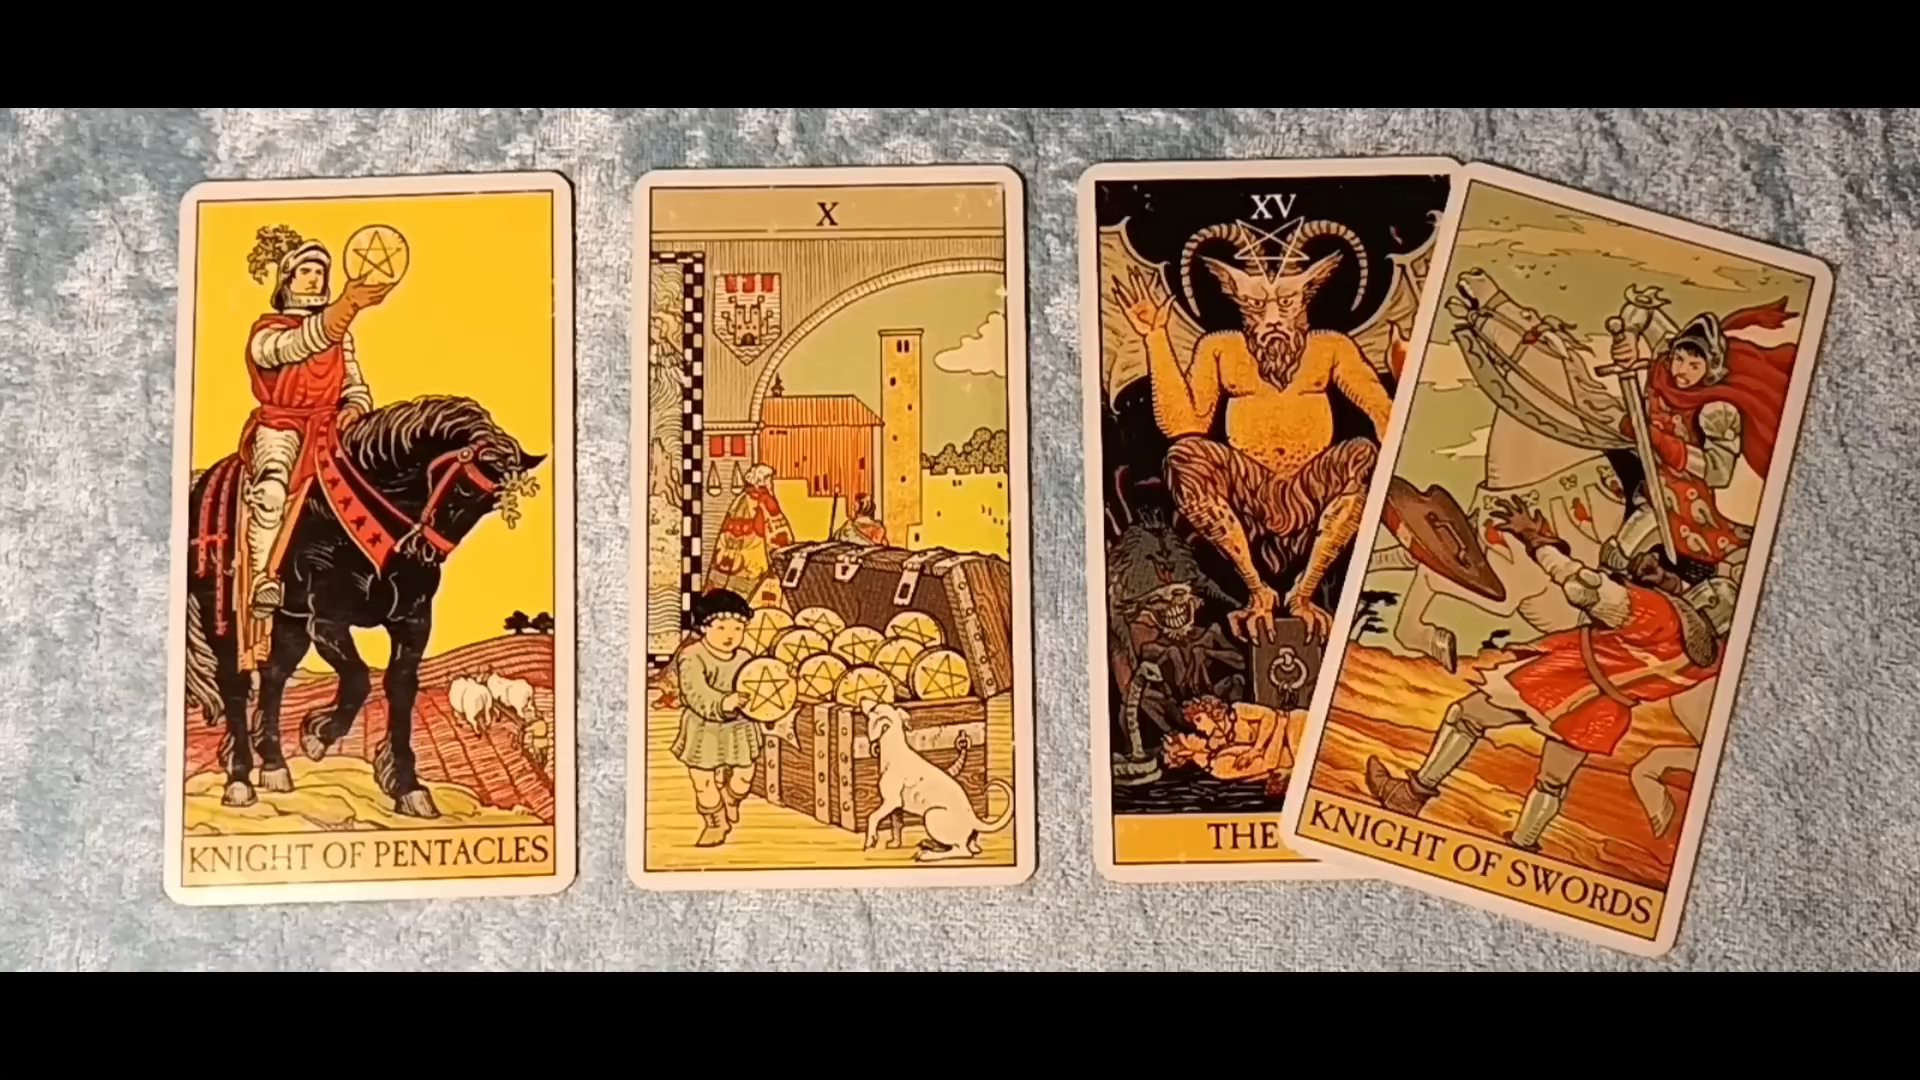 KNIGHT OF PENTACLES
X
XV
THE
KNIGHT OF SWORDS